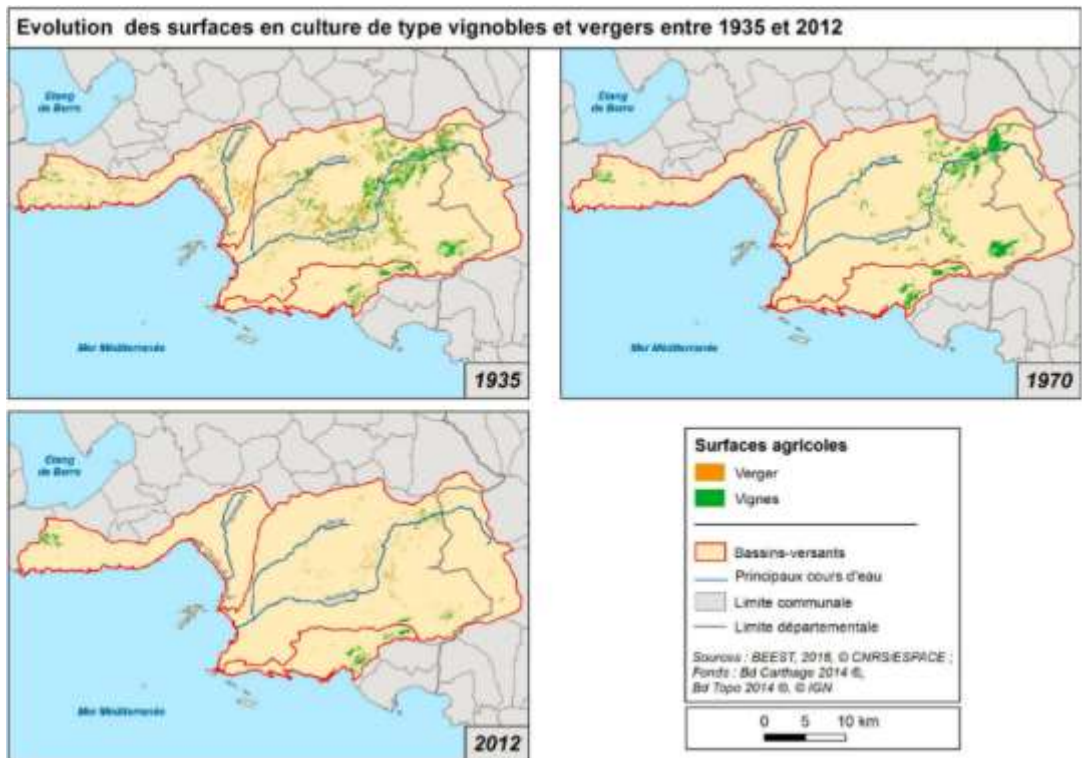 Evolution des surfaces en culture de type vignobles et vergers entre 1935 et 2012
Etang
de Berre
Mer Méditerranée
1935
Etang
de Berre
Mer Méditerranée
1970
Etang
de Berre
Mer Méditerranée
2012
Surfaces agricoles
Verger
Vignes
Bassins-versants
Principaux cours d'eau
Limite communale
Limite départementale
Sources : BEEST, 2018, © CNRS/ESPACE ;
Fonds : Bd Carthage 2014 ®,
Bd Topo 2014 ®, © IGN
0 5 10 km